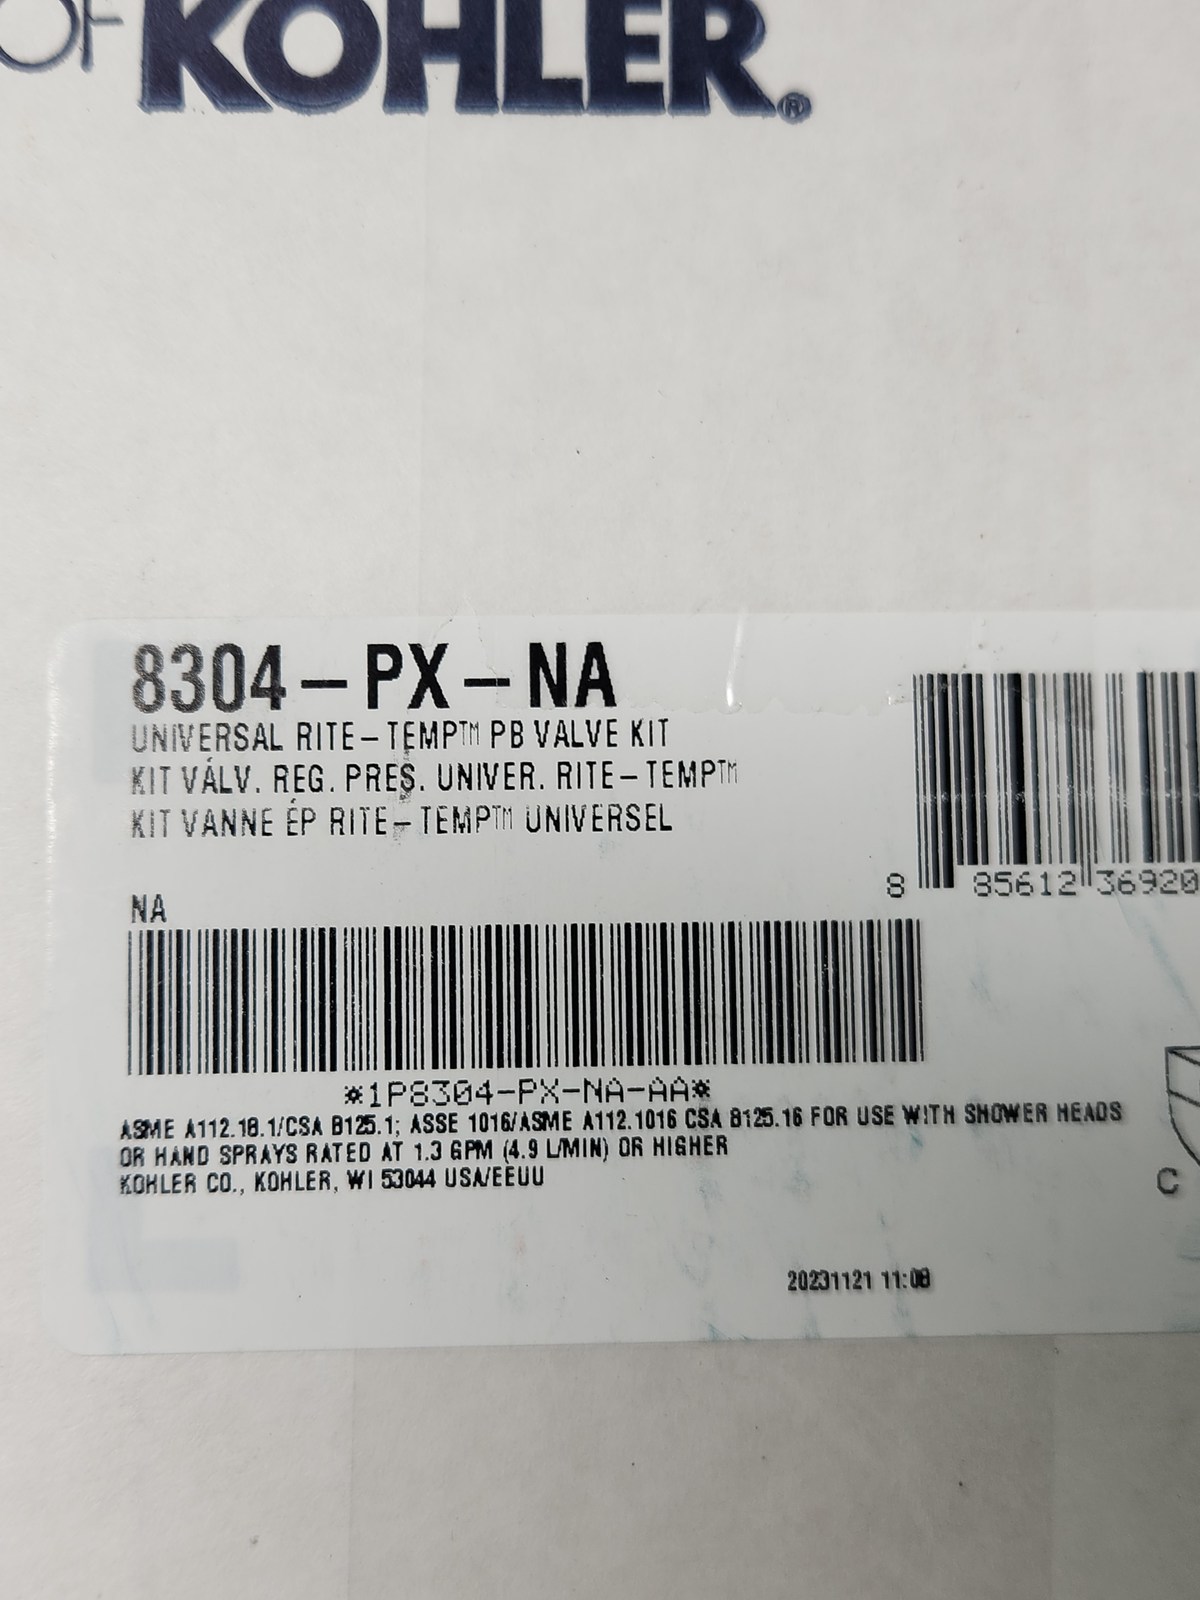 OF KOHLER®
8304-PX-NA
UNIVERSAL RITE-TEMP™ PB VALVE KIT
KIT VÁLV. REG. PRES. UNIVER. RITE-TEMP™
KIT VANNE ÉP RITE-TEMP™ UNIVERSEL
8 85612 36920
NA
*1P8304-PX-NA-AA*
ASME A112.18.1/CSA B125.1; ASSE 1016/ASME A112.1016 CSA B125.16 FOR USE WITH SHOWER HEADS
OR HAND SPRAYS RATED AT 1.3 GPM (4.9 L/MIN) OR HIGHER
KOHLER CO., KOHLER, WI 53044 USA/EEUU
C
20231121 11:08